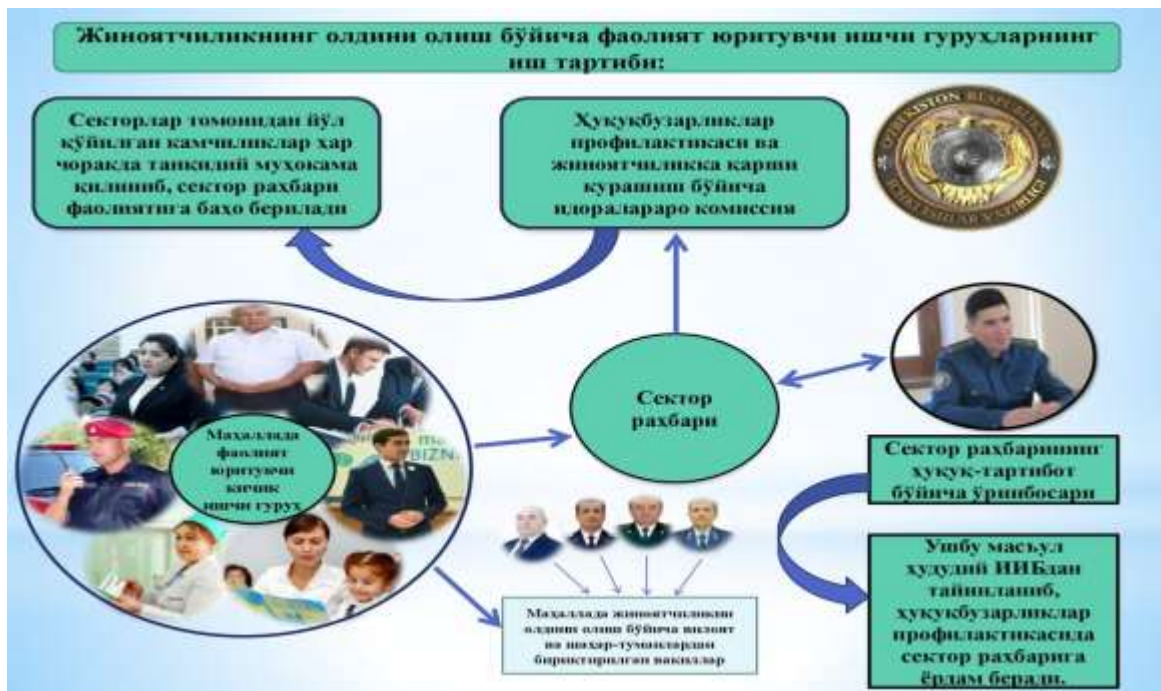 Жиноятчиликнинг олдини олиш бўйича фаолият юритувчи ишчи гуруҳларнинг
иш тартиби:
Секторлар томонидан йўл
қўйилган камчиликлар ҳар
чоракда танқидий муҳокама
қилиниб, сектор раҳбари
фаолиятига баҳо берилади
Ҳуқуқбузарликлар
профилактикаси ва
жиноятчиликка қарши
курашиш бўйича
идоралараро комиссия
Маҳаллада
фаолият
юритувчи
кичик
ишчи гуруҳ
BIZN
Сектор
раҳбари
Сектор раҳбарининг
ҳуқуқ-тартибот
бўйича ўринбосари
Маҳаллада жиноятчиликни
олдини олиш бўйича вилоят
ва шаҳар-туманлардан
бириктирилган вакиллар
Ушбу масъул
ҳудудий ИИБдан
тайинланиб,
ҳуқуқбузарликлар
профилактикасида
сектор раҳбарига
ёрдам беради.